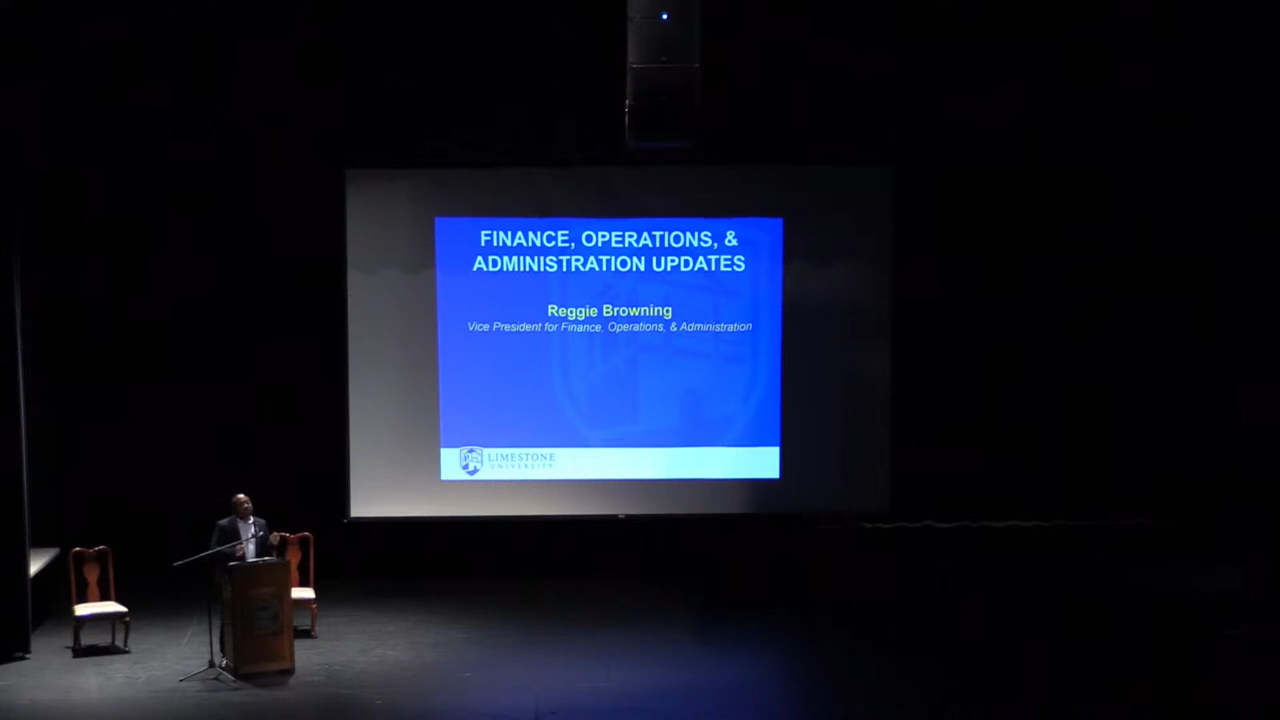 FINANCE, OPERATIONS, &
ADMINISTRATION UPDATES
Reggie Browning
Vice President for Finance, Operations, & Administration
LIMESTONE
UNIVERSITY